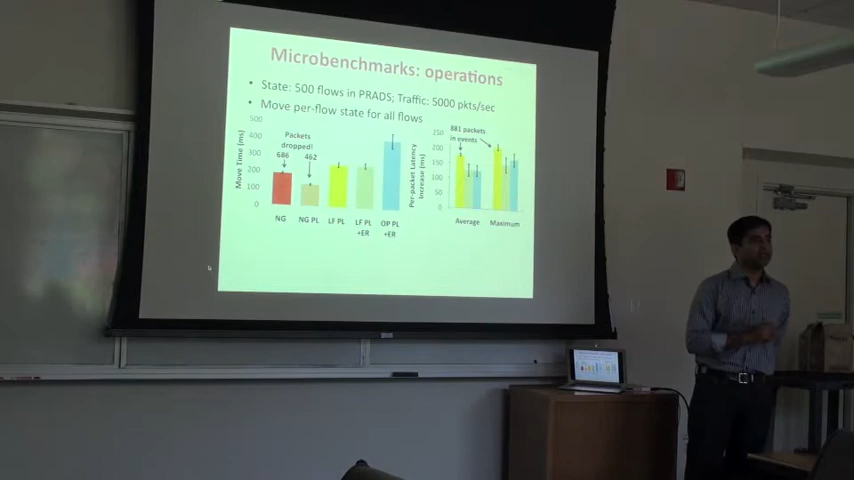 Microbenchmarks: operations
• State: 500 flows in PRADS; Traffic: 5000 pkts/sec
• Move per-flow state for all flows
Move Time (ms)
500
400
300
200
100
0
Packets
dropped!
686
462
NG
NG PL
LF PL
LF PL
+ER
OP PL
+ER
Per-packet Latency
Increase (ms)
250
200
150
100
50
0
881 packets
in events
Average
Maximum